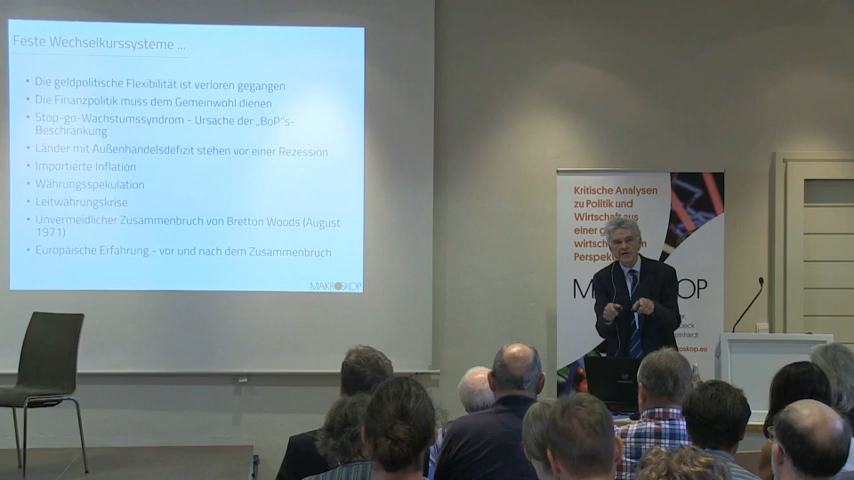 Feste Wechselkurssysteme ...
• Die geldpolitische Flexibilität ist verloren gegangen
• Die Finanzpolitik muss dem Gemeinwohl dienen
• Stop-go-Wachstumssyndrom - Ursache der „BoP"s-
Beschränkung
• Länder mit Außenhandelsdefizit stehen vor einer Rezession
• Importierte Inflation
• Währungsspekulation
• Leitwährungskrise
• Unvermeidlicher Zusammenbruch von Bretton Woods (August
1971)
• Europäische Erfahrung - vor und nach dem Zusammenbruch
MAKROSKOP
Kritische Analysen
zu Politik und
Wirtschaft aus
einer
Perspek
M
OP